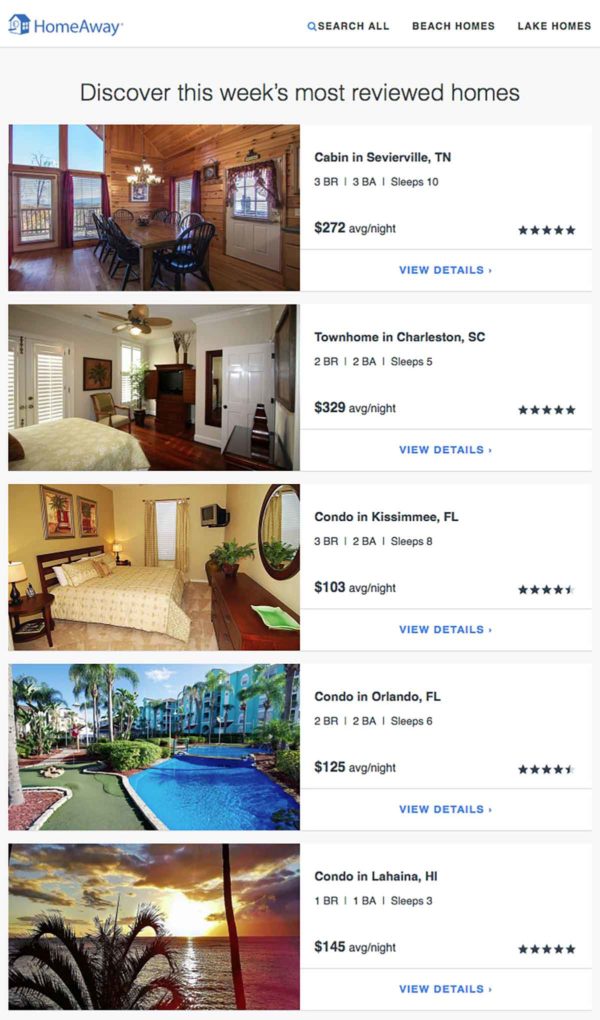 HomeAway®
SEARCH ALL BEACH HOMES LAKE HOMES
Discover this week's most reviewed homes
Cabin in Sevierville, TN
3 BR | 3 BA | Sleeps 10
$272 avg/night
VIEW DETAILS ›
Townhome in Charleston, SC
2 BR | 2 BA | Sleeps 5
$329 avg/night
VIEW DETAILS ›
Condo in Kissimmee, FL
3 BR | 2 BA | Sleeps 8
$103 avg/night
VIEW DETAILS ›
Condo in Orlando, FL
2 BR | 2 BA | Sleeps 6
$125 avg/night
VIEW DETAILS ›
Condo in Lahaina, HI
1 BR | 1 BA | Sleeps 3
$145 avg/night
VIEW DETAILS ›